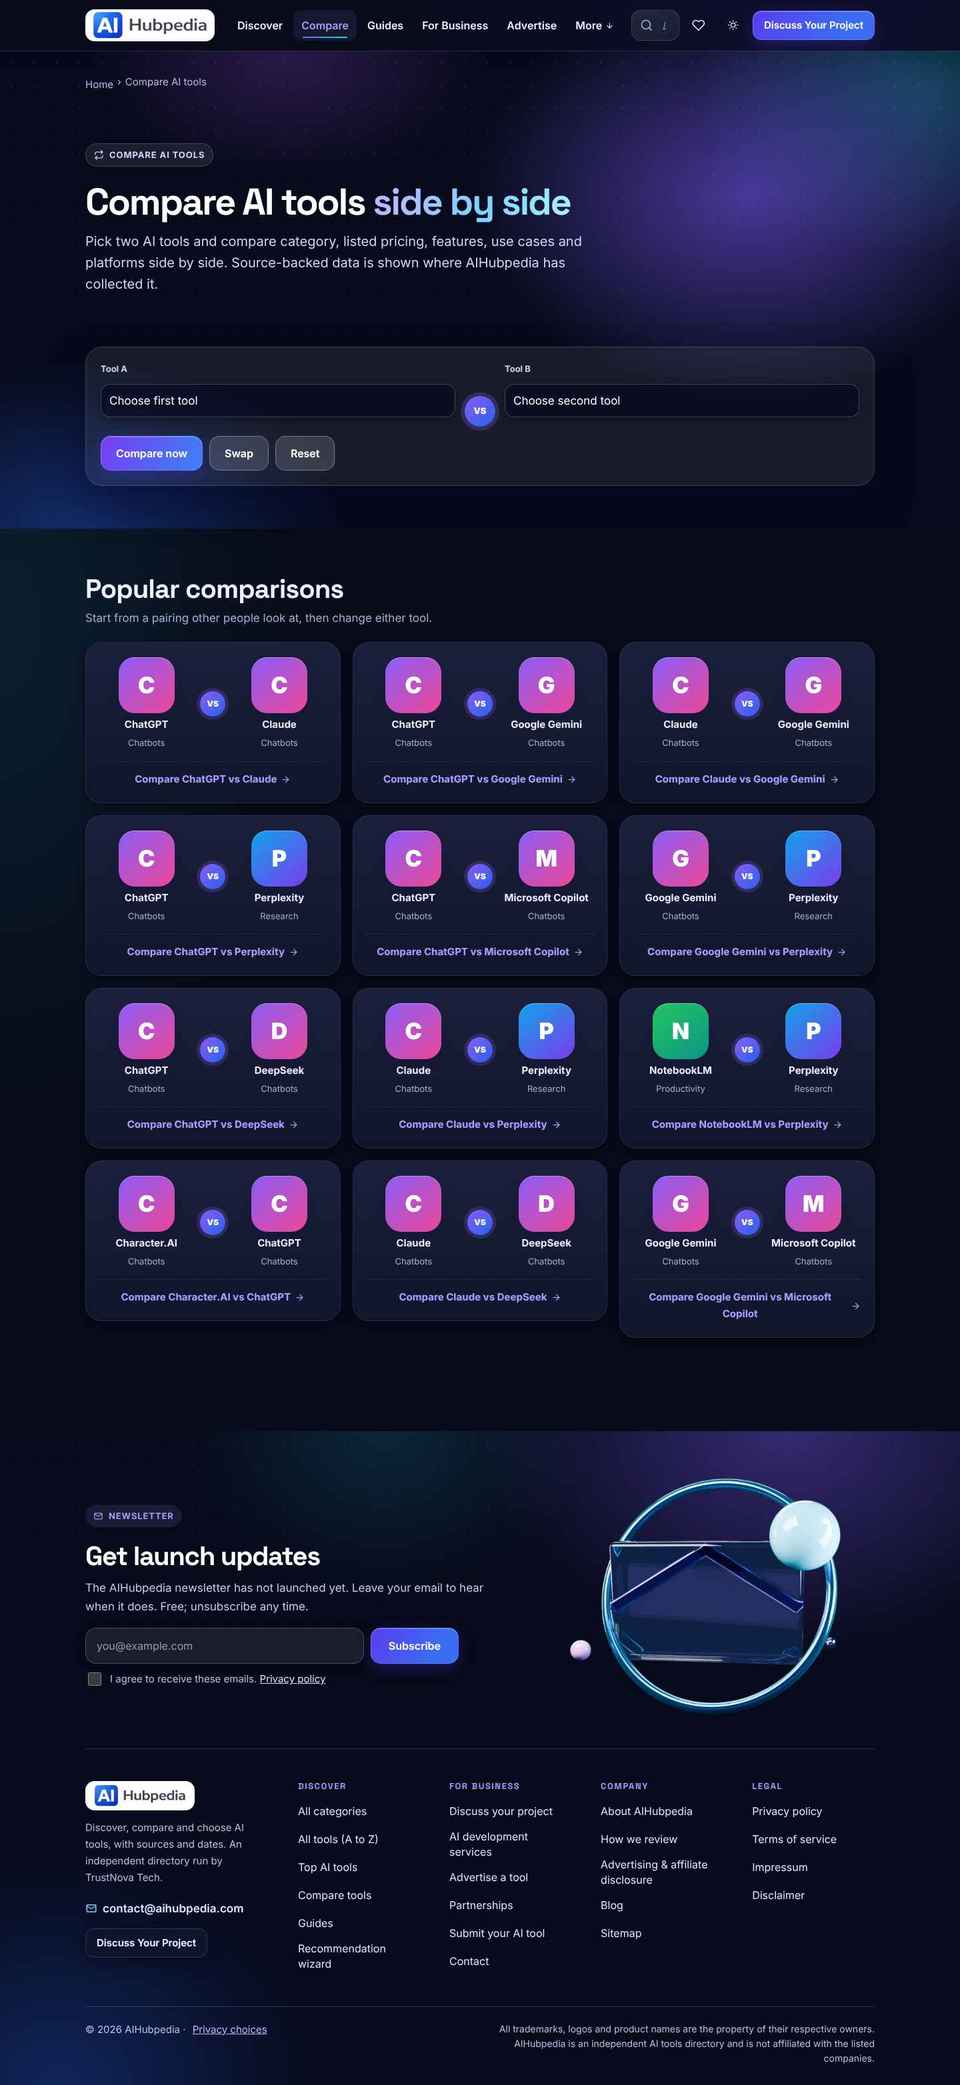 AI Hubpedia
Discover
Compare
Guides
For Business
Advertise
More ↓
/
Discuss Your Project
Home › Compare AI tools
COMPARE AI TOOLS
Compare AI tools side by side
Pick two AI tools and compare category, listed pricing, features, use cases and
platforms side by side. Source-backed data is shown where AIHubpedia has
collected it.
Tool A
Choose first tool
VS
Tool B
Choose second tool
Compare now
Swap
Reset
Popular comparisons
Start from a pairing other people look at, then change either tool.
C VS C
ChatGPT Claude
Chatbots Chatbots
Compare ChatGPT vs Claude →
C VS G
ChatGPT Google Gemini
Chatbots Chatbots
Compare ChatGPT vs Google Gemini →
C VS G
Claude Google Gemini
Chatbots Chatbots
Compare Claude vs Google Gemini →
C VS P
ChatGPT Perplexity
Chatbots Research
Compare ChatGPT vs Perplexity →
C VS M
ChatGPT Microsoft Copilot
Chatbots Chatbots
Compare ChatGPT vs Microsoft Copilot →
G VS P
Google Gemini Perplexity
Chatbots Research
Compare Google Gemini vs Perplexity →
C VS D
ChatGPT DeepSeek
Chatbots Chatbots
Compare ChatGPT vs DeepSeek →
C VS P
Claude Perplexity
Chatbots Research
Compare Claude vs Perplexity →
N VS P
NotebookLM Perplexity
Productivity Research
Compare NotebookLM vs Perplexity →
C VS C
Character.AI ChatGPT
Chatbots Chatbots
Compare Character.AI vs ChatGPT →
C VS D
Claude DeepSeek
Chatbots Chatbots
Compare Claude vs DeepSeek →
G VS M
Google Gemini Microsoft Copilot
Chatbots Chatbots
Compare Google Gemini vs Microsoft
Copilot →
NEWSLETTER
Get launch updates
The AIHubpedia newsletter has not launched yet. Leave your email to hear
when it does. Free; unsubscribe any time.
you@example.com
Subscribe
I agree to receive these emails. Privacy policy
AI Hubpedia
Discover, compare and choose AI
tools, with sources and dates. An
independent directory run by
TrustNova Tech.
contact@aihubpedia.com
Discuss Your Project
DISCOVER
All categories
All tools (A to Z)
Top AI tools
Compare tools
Guides
Recommendation
wizard
FOR BUSINESS
Discuss your project
AI development
services
Advertise a tool
Partnerships
Submit your AI tool
Contact
COMPANY
About AIHubpedia
How we review
Advertising & affiliate
disclosure
Blog
Sitemap
LEGAL
Privacy policy
Terms of service
Impressum
Disclaimer
© 2026 AIHubpedia · Privacy choices
All trademarks, logos and product names are the property of their respective owners.
AIHubpedia is an independent AI tools directory and is not affiliated with the listed
companies.